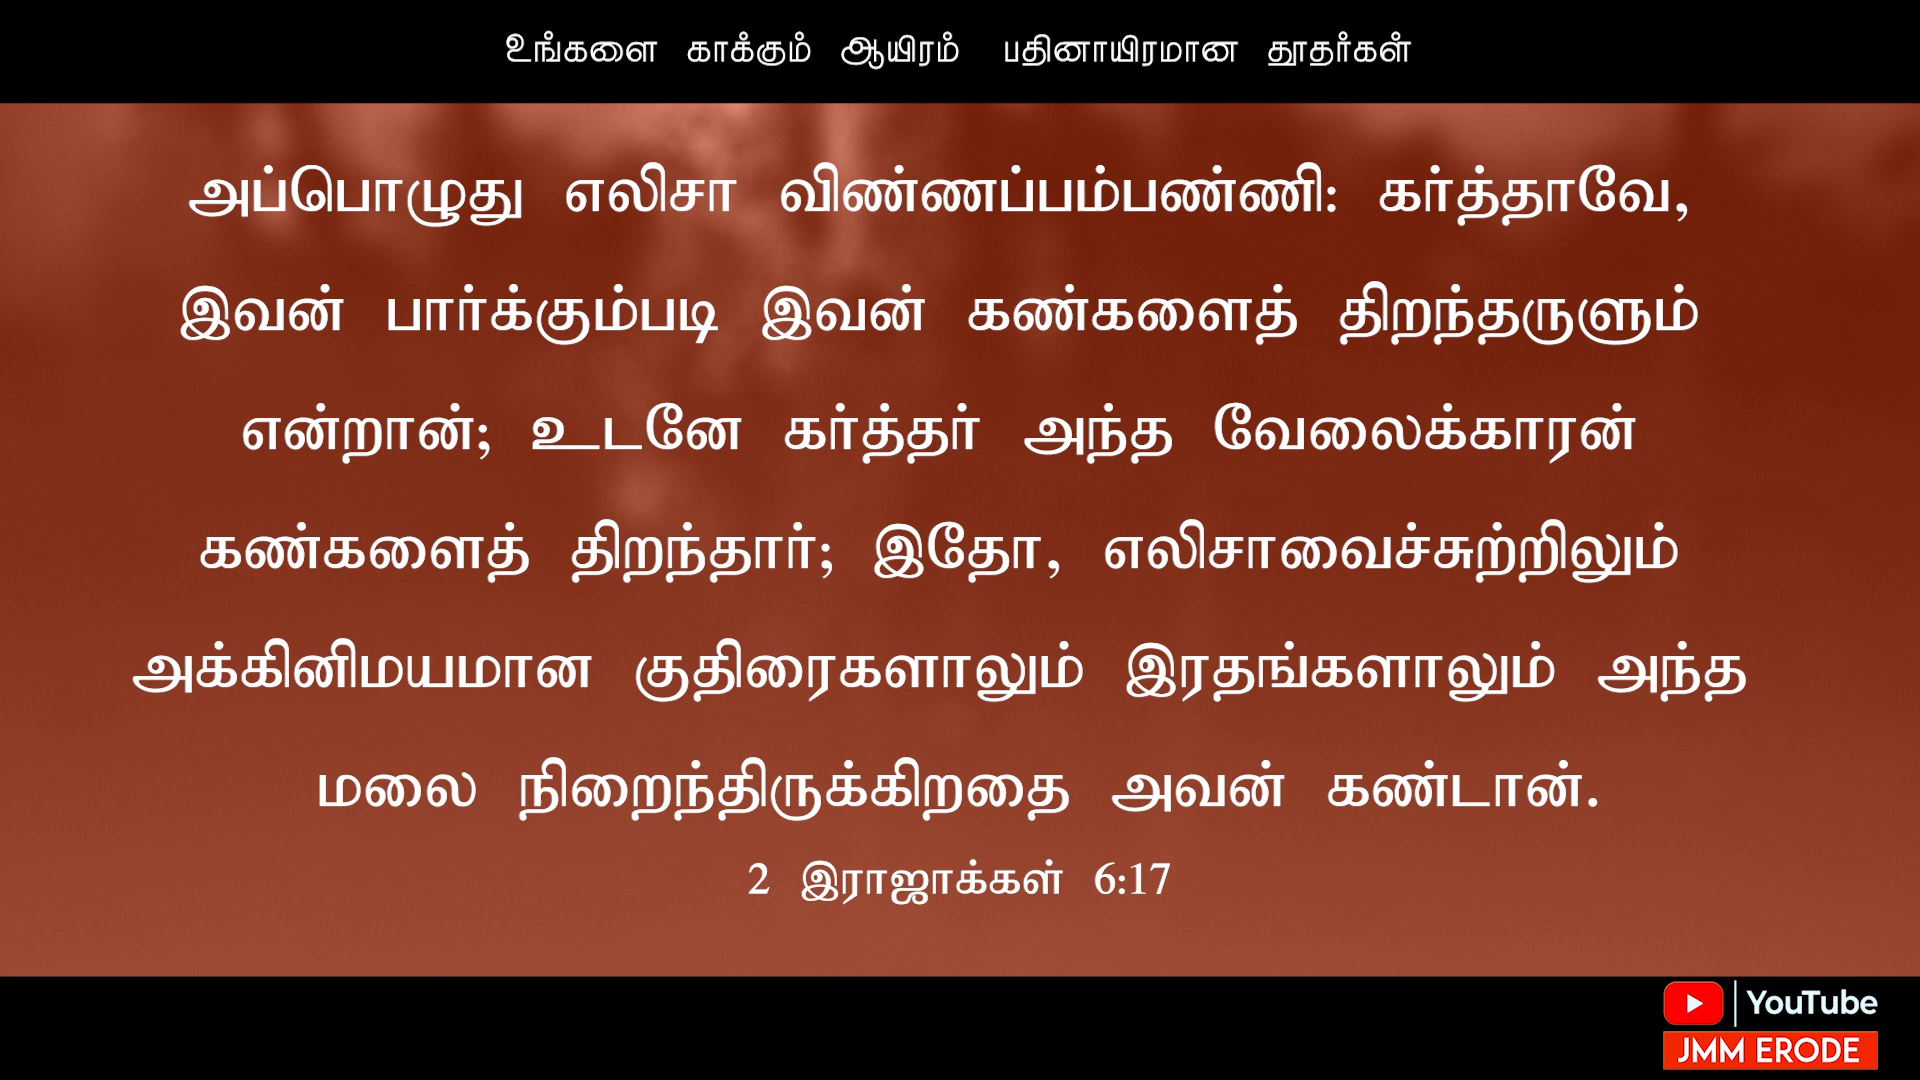 உங்களை காக்கும் ஆயிரம் பதினாயிரமான தூதர்கள்
அப்பொழுது எலிசா விண்ணப்பம்பண்ணி: கர்த்தாவே,
இவன் பார்க்கும்படி இவன் கண்களைத் திறந்தருளும்
என்றான்; உடனே கர்த்தர் அந்த வேலைக்காரன்
கண்களைத் திறந்தார்; இதோ, எலிசாவைச்சுற்றிலும்
அக்கினிமயமான குதிரைகளாலும் இரதங்களாலும் அந்த
மலை நிறைந்திருக்கிறதை அவன் கண்டான்.
2 இராஜாக்கள் 6:17
YouTube
JMM ERODE